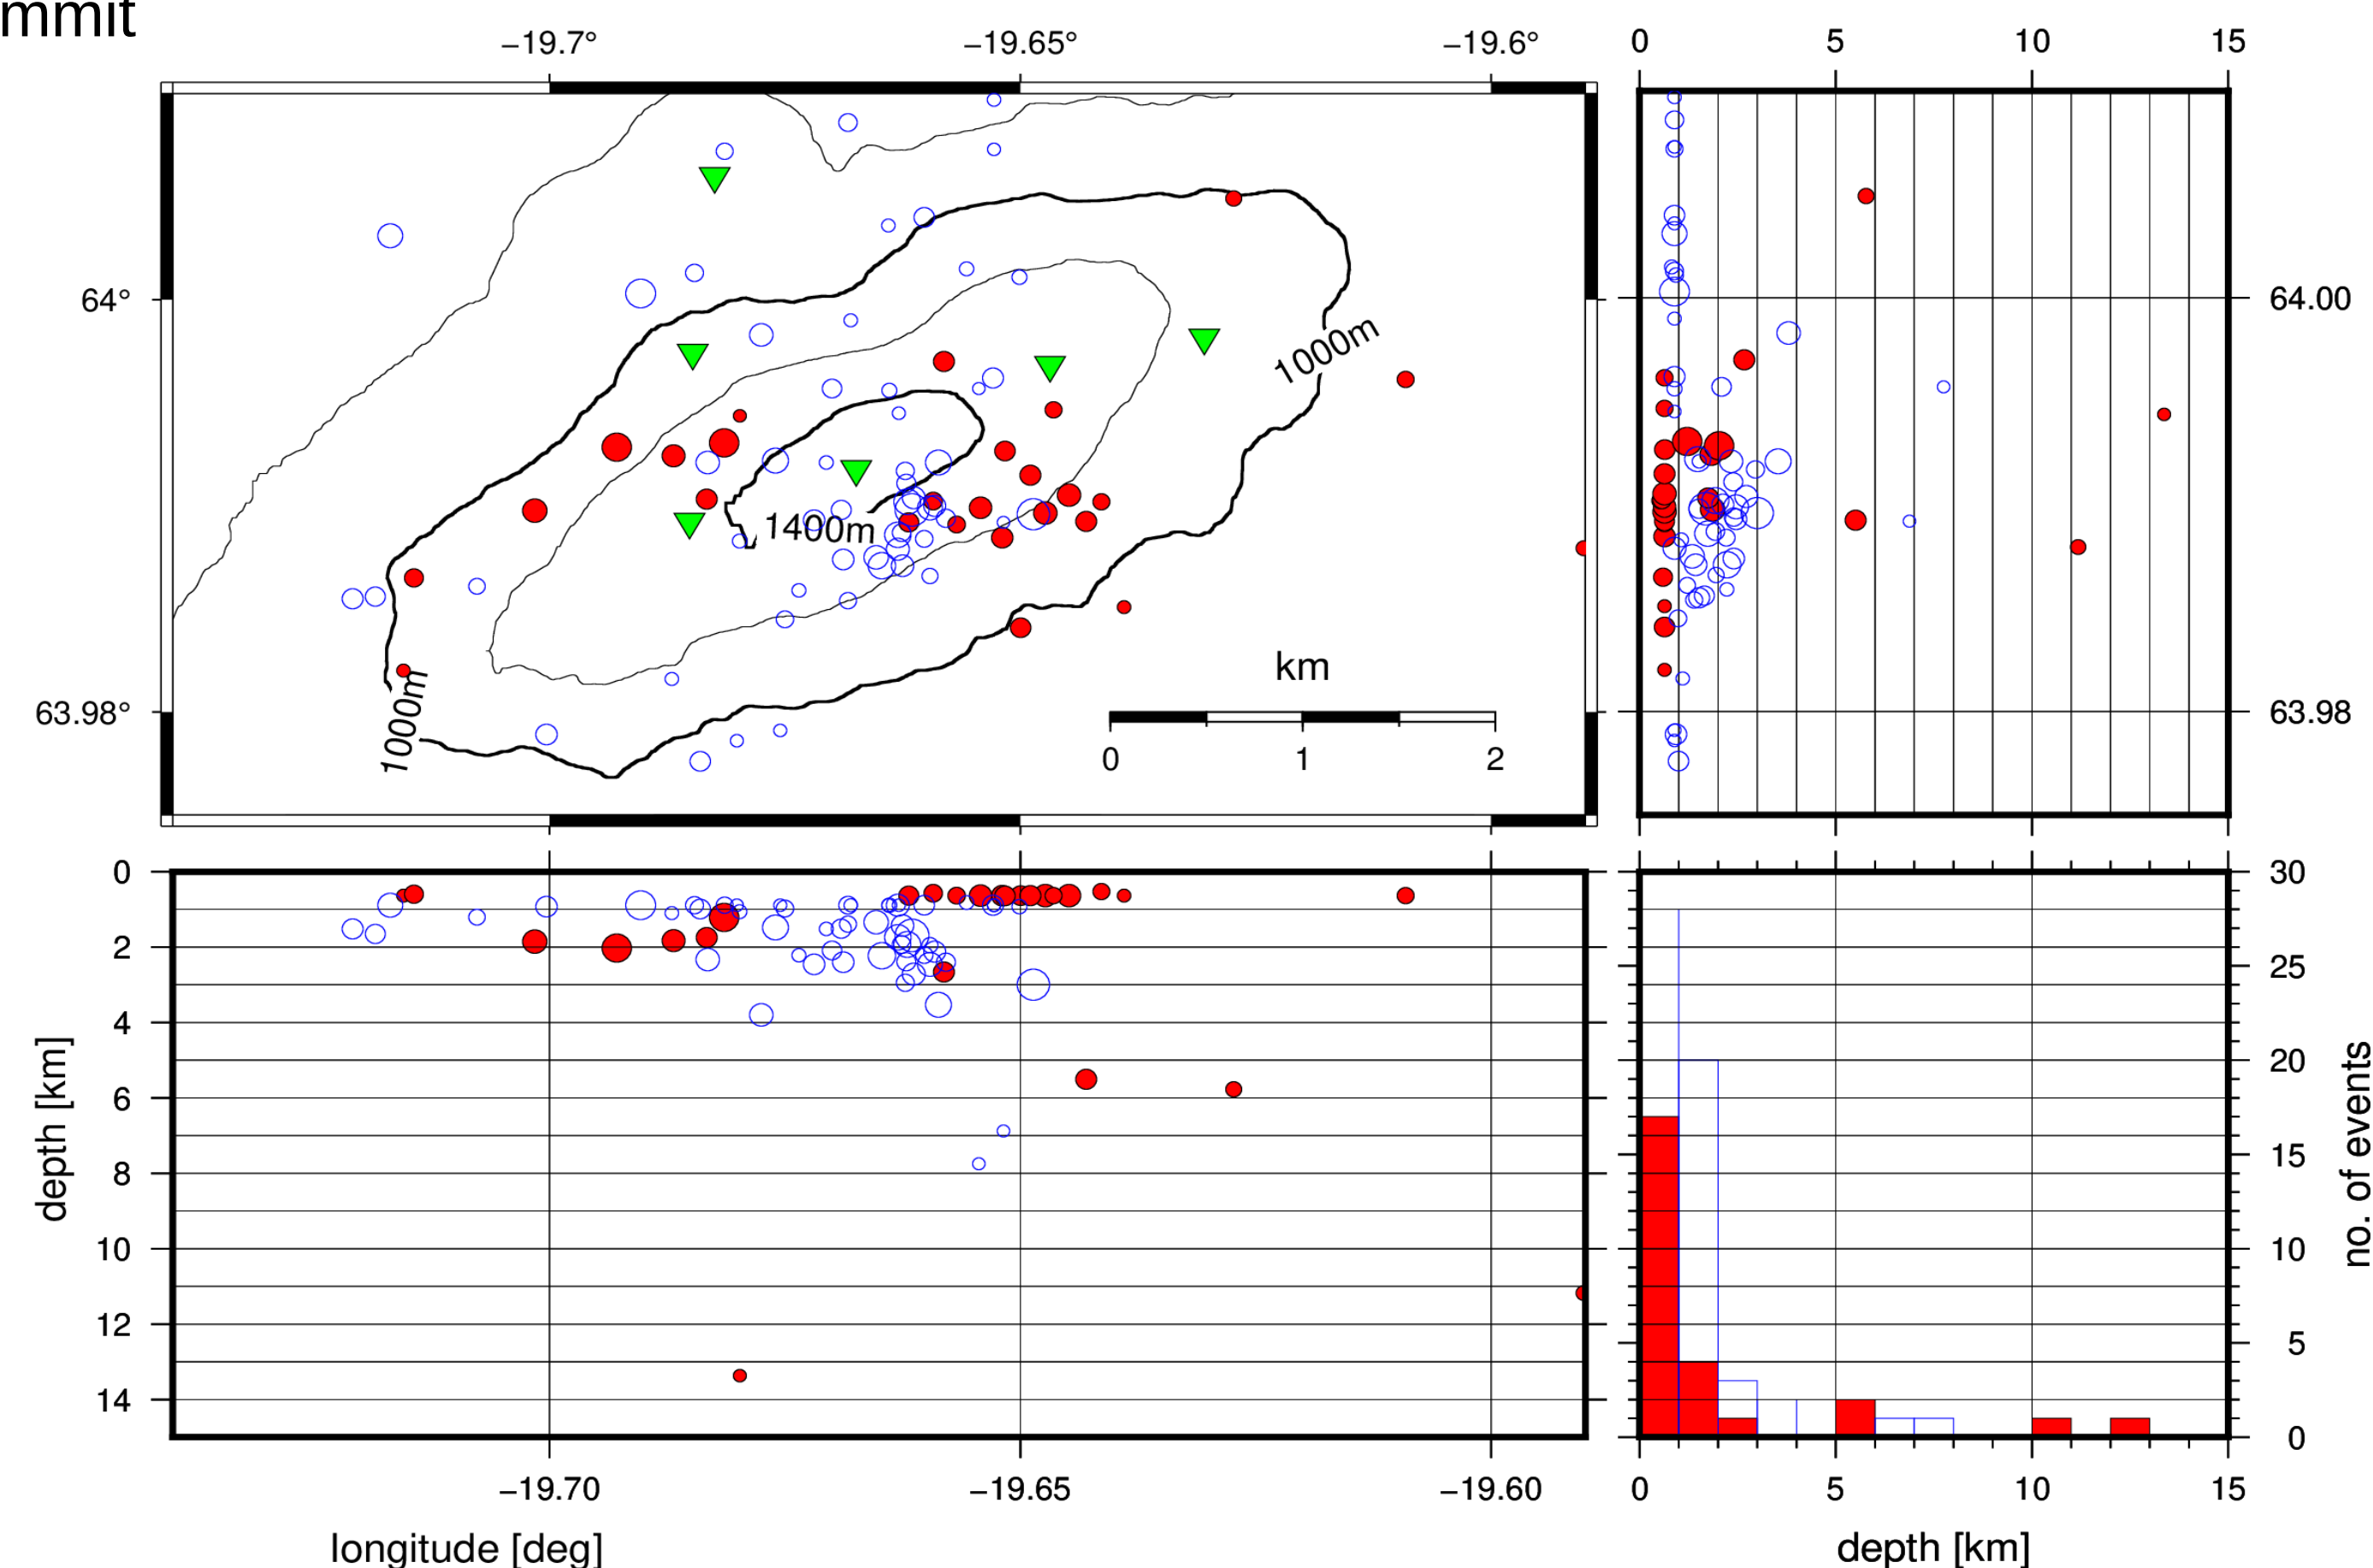 mmit
−19.7° −19.65° −19.6°
0 5 10 15
64°
63.98°
1000m
1400m
1000m
km
0 1 2
64.00
63.98
0
2
4
6
8
10
12
14
depth [km]
−19.70 −19.65 −19.60
longitude [deg]
30
25
20
15
10
5
0
no. of events
0 5 10 15
depth [km]